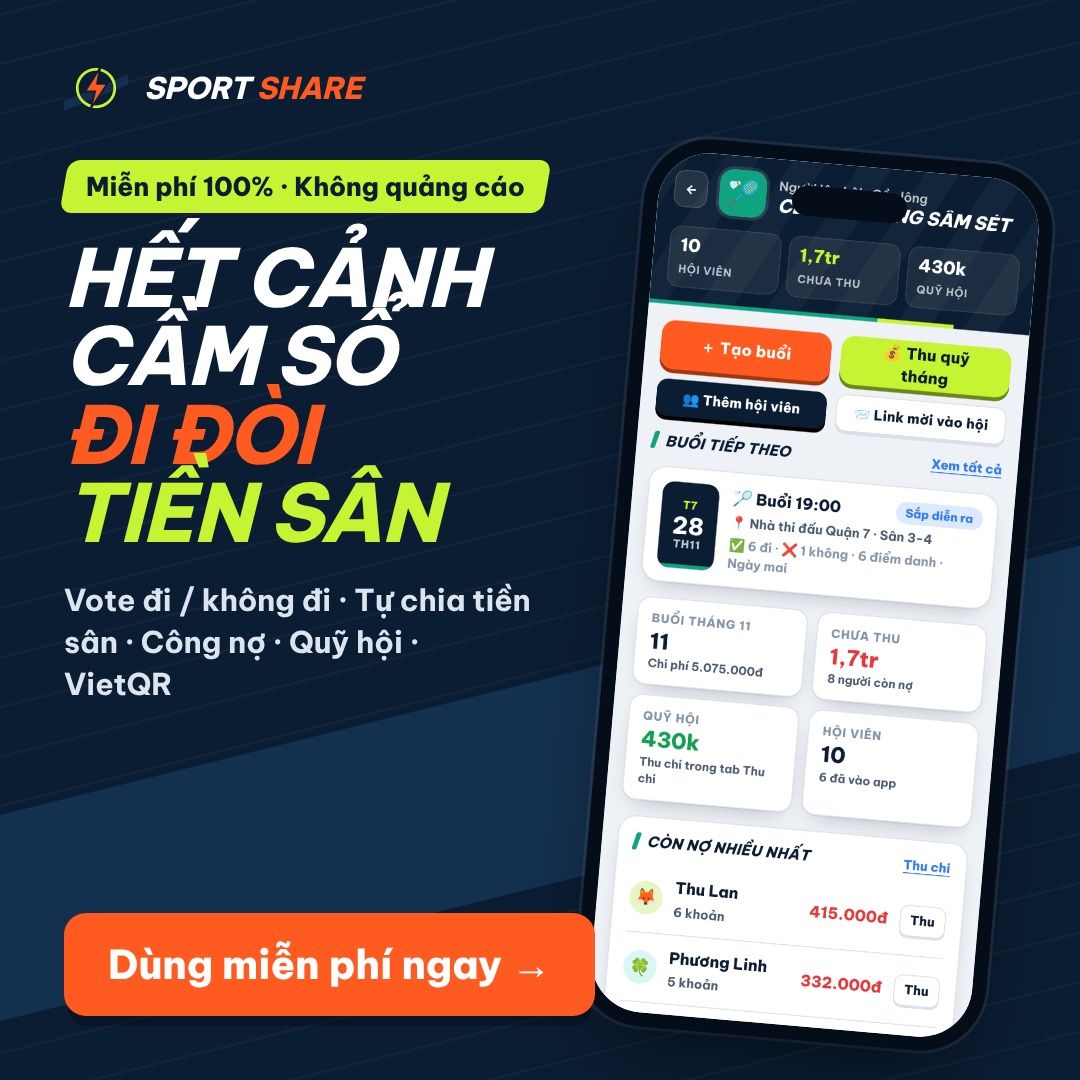 SPORT SHARE
Miễn phí 100% · Không quảng cáo
HẾT CẢNH
CẦM SỔ
ĐI ĐÒI
TIỀN SÂN
Vote đi / không đi · Tự chia tiền
sân · Công nợ · Quỹ hội ·
VietQR
Dùng miễn phí ngay →
SẤM SÉT
10
HỘI VIÊN
1,7tr
CHƯA THU
430k
QUỸ HỘI
+ Tạo buổi
💰 Thu quỹ
tháng
👥 Thêm hội viên
📨 Link mời vào hội
BUỔI TIẾP THEO
Xem tất cả
T7
28
TH11
🏸 Buổi 19:00
Sắp diễn ra
📍 Nhà thi đấu Quận 7 · Sân 3-4
✅ 6 đi · ❌ 1 không · 6 điểm danh ·
Ngày mai
BUỔI THÁNG 11
11
Chi phí 5.075.000đ
CHƯA THU
1,7tr
8 người còn nợ
QUỸ HỘI
430k
Thu chi trong tab Thu
chi
HỘI VIÊN
10
6 đã vào app
CÒN NỢ NHIỀU NHẤT
Thu chi
Thu Lan
6 khoản
415.000đ
Thu
Phương Linh
5 khoản
332.000đ
Thu